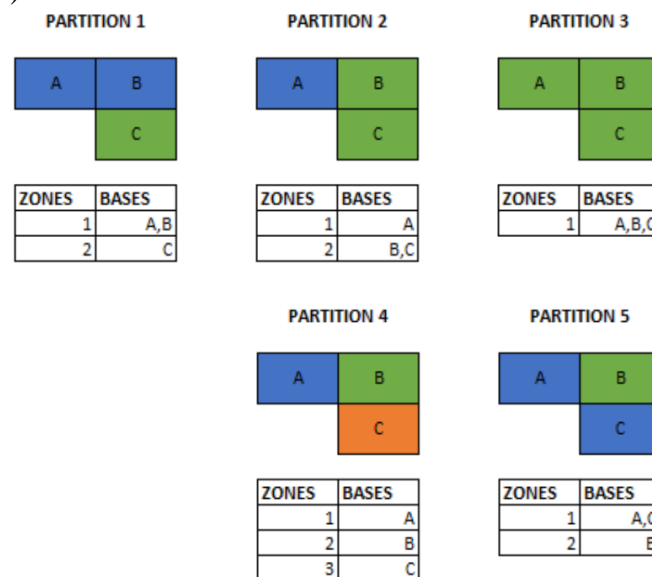 )
PARTITION 1 PARTITION 2 PARTITION 3
A B A B A B
C C C
ZONES BASES ZONES BASES ZONES BASES
1 A,B 1 A 1 A,B,C
2 C 2 B,C
PARTITION 4 PARTITION 5
A B A B
C C
ZONES BASES ZONES BASES
1 A 1 A,C
2 B 2 B
3 C